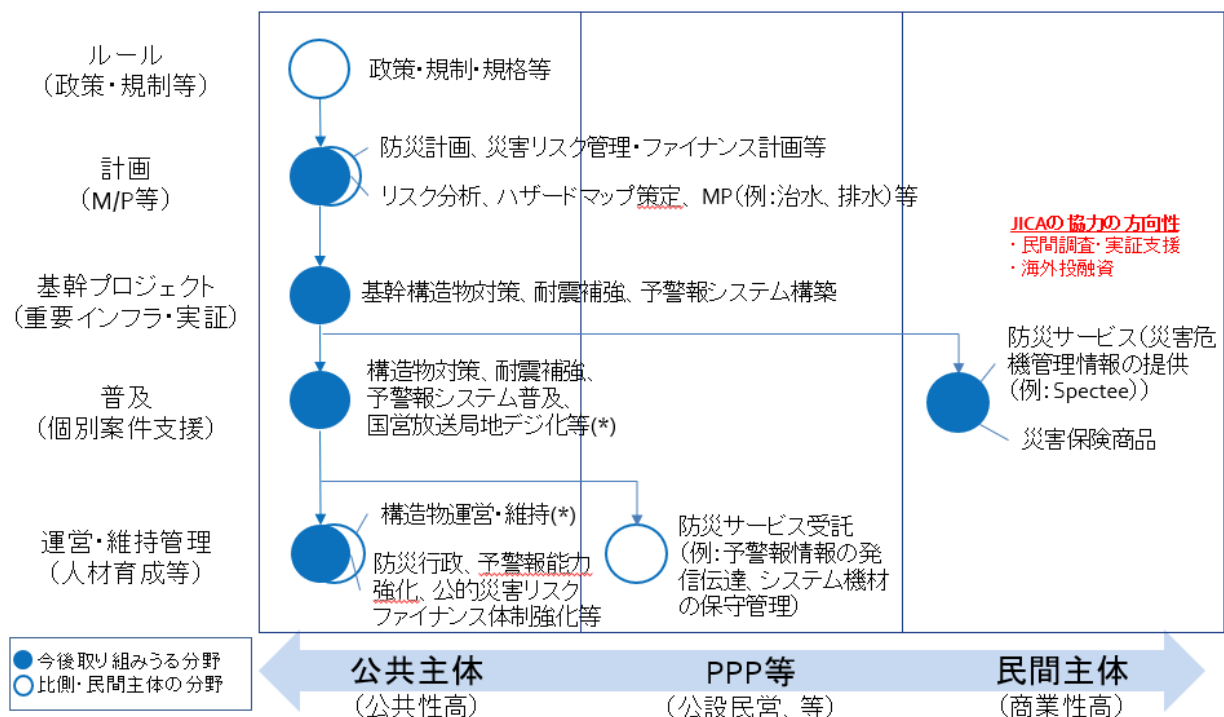 ルール
(政策・規制等)
政策・規制・規格等
計画
(M/P等)
防災計画、災害リスク管理・ファイナンス計画等
リスク分析、ハザードマップ策定、MP(例:治水、排水)等
JICAの協力の方向性
・民間調査・実証支援
・海外投融資
基幹プロジェクト
(重要インフラ・実証)
基幹構造物対策、耐震補強、予警報システム構築
普及
(個別案件支援)
構造物対策、耐震補強、
予警報システム普及、
国営放送局地デジ化等(*)
防災サービス(災害危
機管理情報の提供
(例:Spectee))
災害保険商品
運営・維持管理
(人材育成等)
構造物運営・維持(*)
防災行政、予警報能力
強化、公的災害リスク
ファイナンス体制強化等
防災サービス受託
(例:予警報情報の発
信伝達、システム機材
の保守管理)
今後取り組みうる分野
比側・民間主体の分野
公共主体
(公共性高)
PPP等
(公設民営、等)
民間主体
(商業性高)